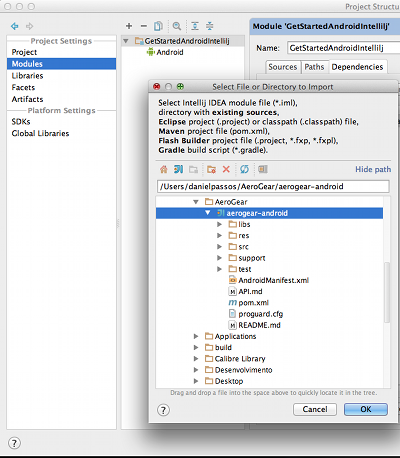 Project Structu
Project Settings
Project
Modules
Libraries
Facets
Artifacts
Platform Settings
SDKs
Global Libraries
GetStartedAndroidIntellilj
Android
Module 'GetStartedAndroidIntellilj
Name: GetStartedAndroidIntellilj
Sources Paths Dependencies
Select File or Directory to Import
Select Intellij IDEA module file (*.iml),
directory with existing sources,
Eclipse project (.project) or classpath (.classpath) file,
Maven project file (pom.xml),
Flash Builder project file (.project, *.fxp, *.fxpl),
Gradle build script (*.gradle).
Hide path
/Users/danielpassos/AeroGear/aerogear-android
AeroGear
aerogear-android
libs
res
src
support
test
AndroidManifest.xml
API.md
pom.xml
proguard.cfg
README.md
Applications
build
Calibre Library
Desenvolvimento
Desktop
Drag and drop a file into the space above to quickly locate it in the tree.
? Cancel OK
?